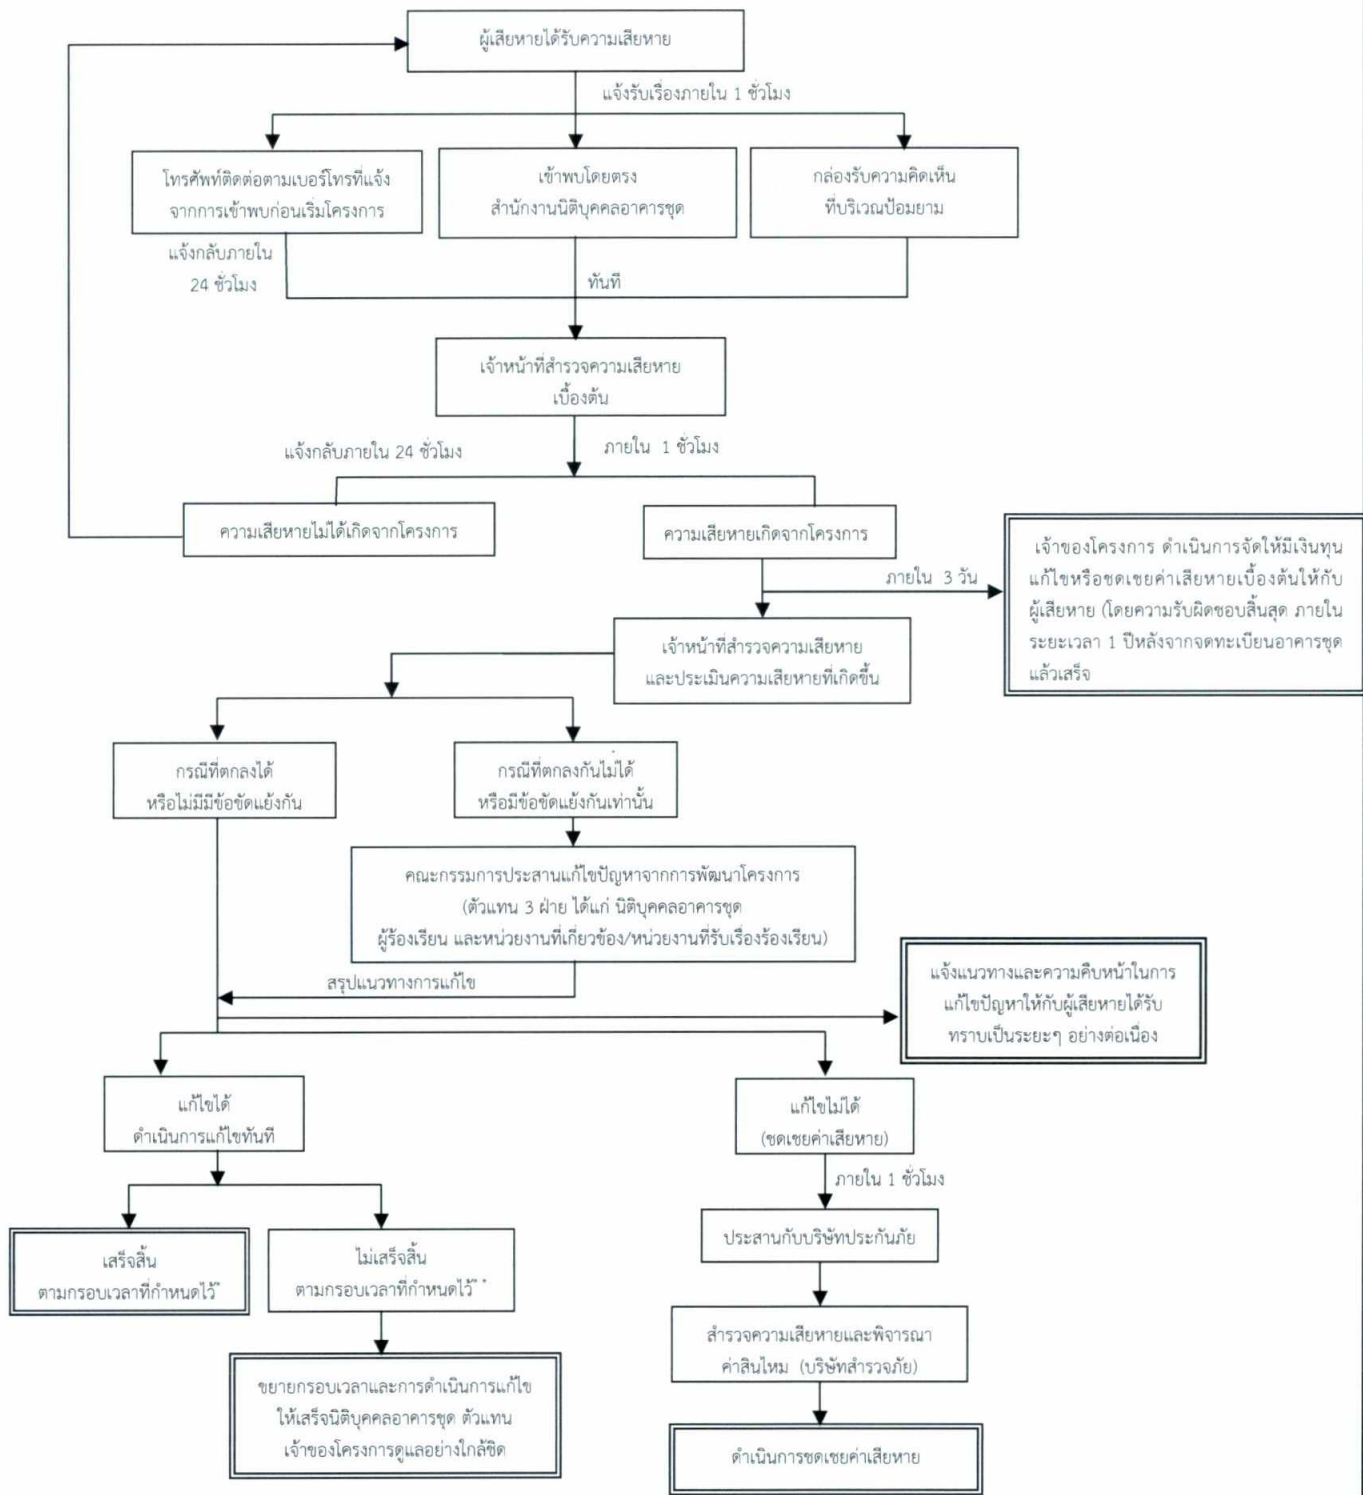 ผู้เสียหายได้รับความเสียหาย
แจ้งรับเรื่องภายใน 1 ชั่วโมง
โทรศัพท์ติดต่อตามเบอร์โทรที่แจ้ง
จากการเข้าพบก่อนเริ่มโครงการ
เข้าพบโดยตรง
สำนักงานนิติบุคคลอาคารชุด
กล่องรับความคิดเห็น
ที่บริเวณป้อมยาม
แจ้งกลับภายใน
24 ชั่วโมง
ทันที
เจ้าหน้าที่สำรวจความเสียหาย
เบื้องต้น
แจ้งกลับภายใน 24 ชั่วโมง
ภายใน 1 ชั่วโมง
ความเสียหายไม่ได้เกิดจากโครงการ
ความเสียหายเกิดจากโครงการ
ภายใน 3 วัน
เจ้าของโครงการ ดำเนินการจัดให้มีเงินทุน
แก้ไขหรือชดเชยค่าเสียหายเบื้องต้นให้กับ
ผู้เสียหาย (โดยความรับผิดชอบสิ้นสุด ภายใน
ระยะเวลา 1 ปีหลังจากจดทะเบียนอาคารชุด
แล้วเสร็จ
เจ้าหน้าที่สำรวจความเสียหาย
และประเมินความเสียหายที่เกิดขึ้น
กรณีที่ตกลงได้
หรือไม่มีมีข้อขัดแย้งกัน
กรณีที่ตกลงกันไม่ได้
หรือมีข้อขัดแย้งกันเท่านั้น
คณะกรรมการประสานแก้ไขปัญหาจากการพัฒนาโครงการ
(ตัวแทน 3 ฝ่าย ได้แก่ นิติบุคคลอาคารชุด
ผู้ร้องเรียน และหน่วยงานที่เกี่ยวข้อง/หน่วยงานที่รับเรื่องร้องเรียน)
สรุปแนวทางการแก้ไข
แจ้งแนวทางและความคืบหน้าในการ
แก้ไขปัญหาให้กับผู้เสียหายได้รับ
ทราบเป็นระยะๆ อย่างต่อเนื่อง
แก้ไขได้
ดำเนินการแก้ไขทันที
แก้ไขไม่ได้
(ชดเชยค่าเสียหาย)
ภายใน 1 ชั่วโมง
เสร็จสิ้น
ตามกรอบเวลาที่กำหนดไว้*
ไม่เสร็จสิ้น
ตามกรอบเวลาที่กำหนดไว้**
ประสานกับบริษัทประกันภัย
สำรวจความเสียหายและพิจารณา
ค่าสินไหม (บริษัทสำรวจภัย)
ขยายกรอบเวลาและการดำเนินการแก้ไข
ให้เสร็จนิติบุคคลอาคารชุด ตัวแทน
เจ้าของโครงการดูแลอย่างใกล้ชิด
ดำเนินการชดเชยค่าเสียหาย